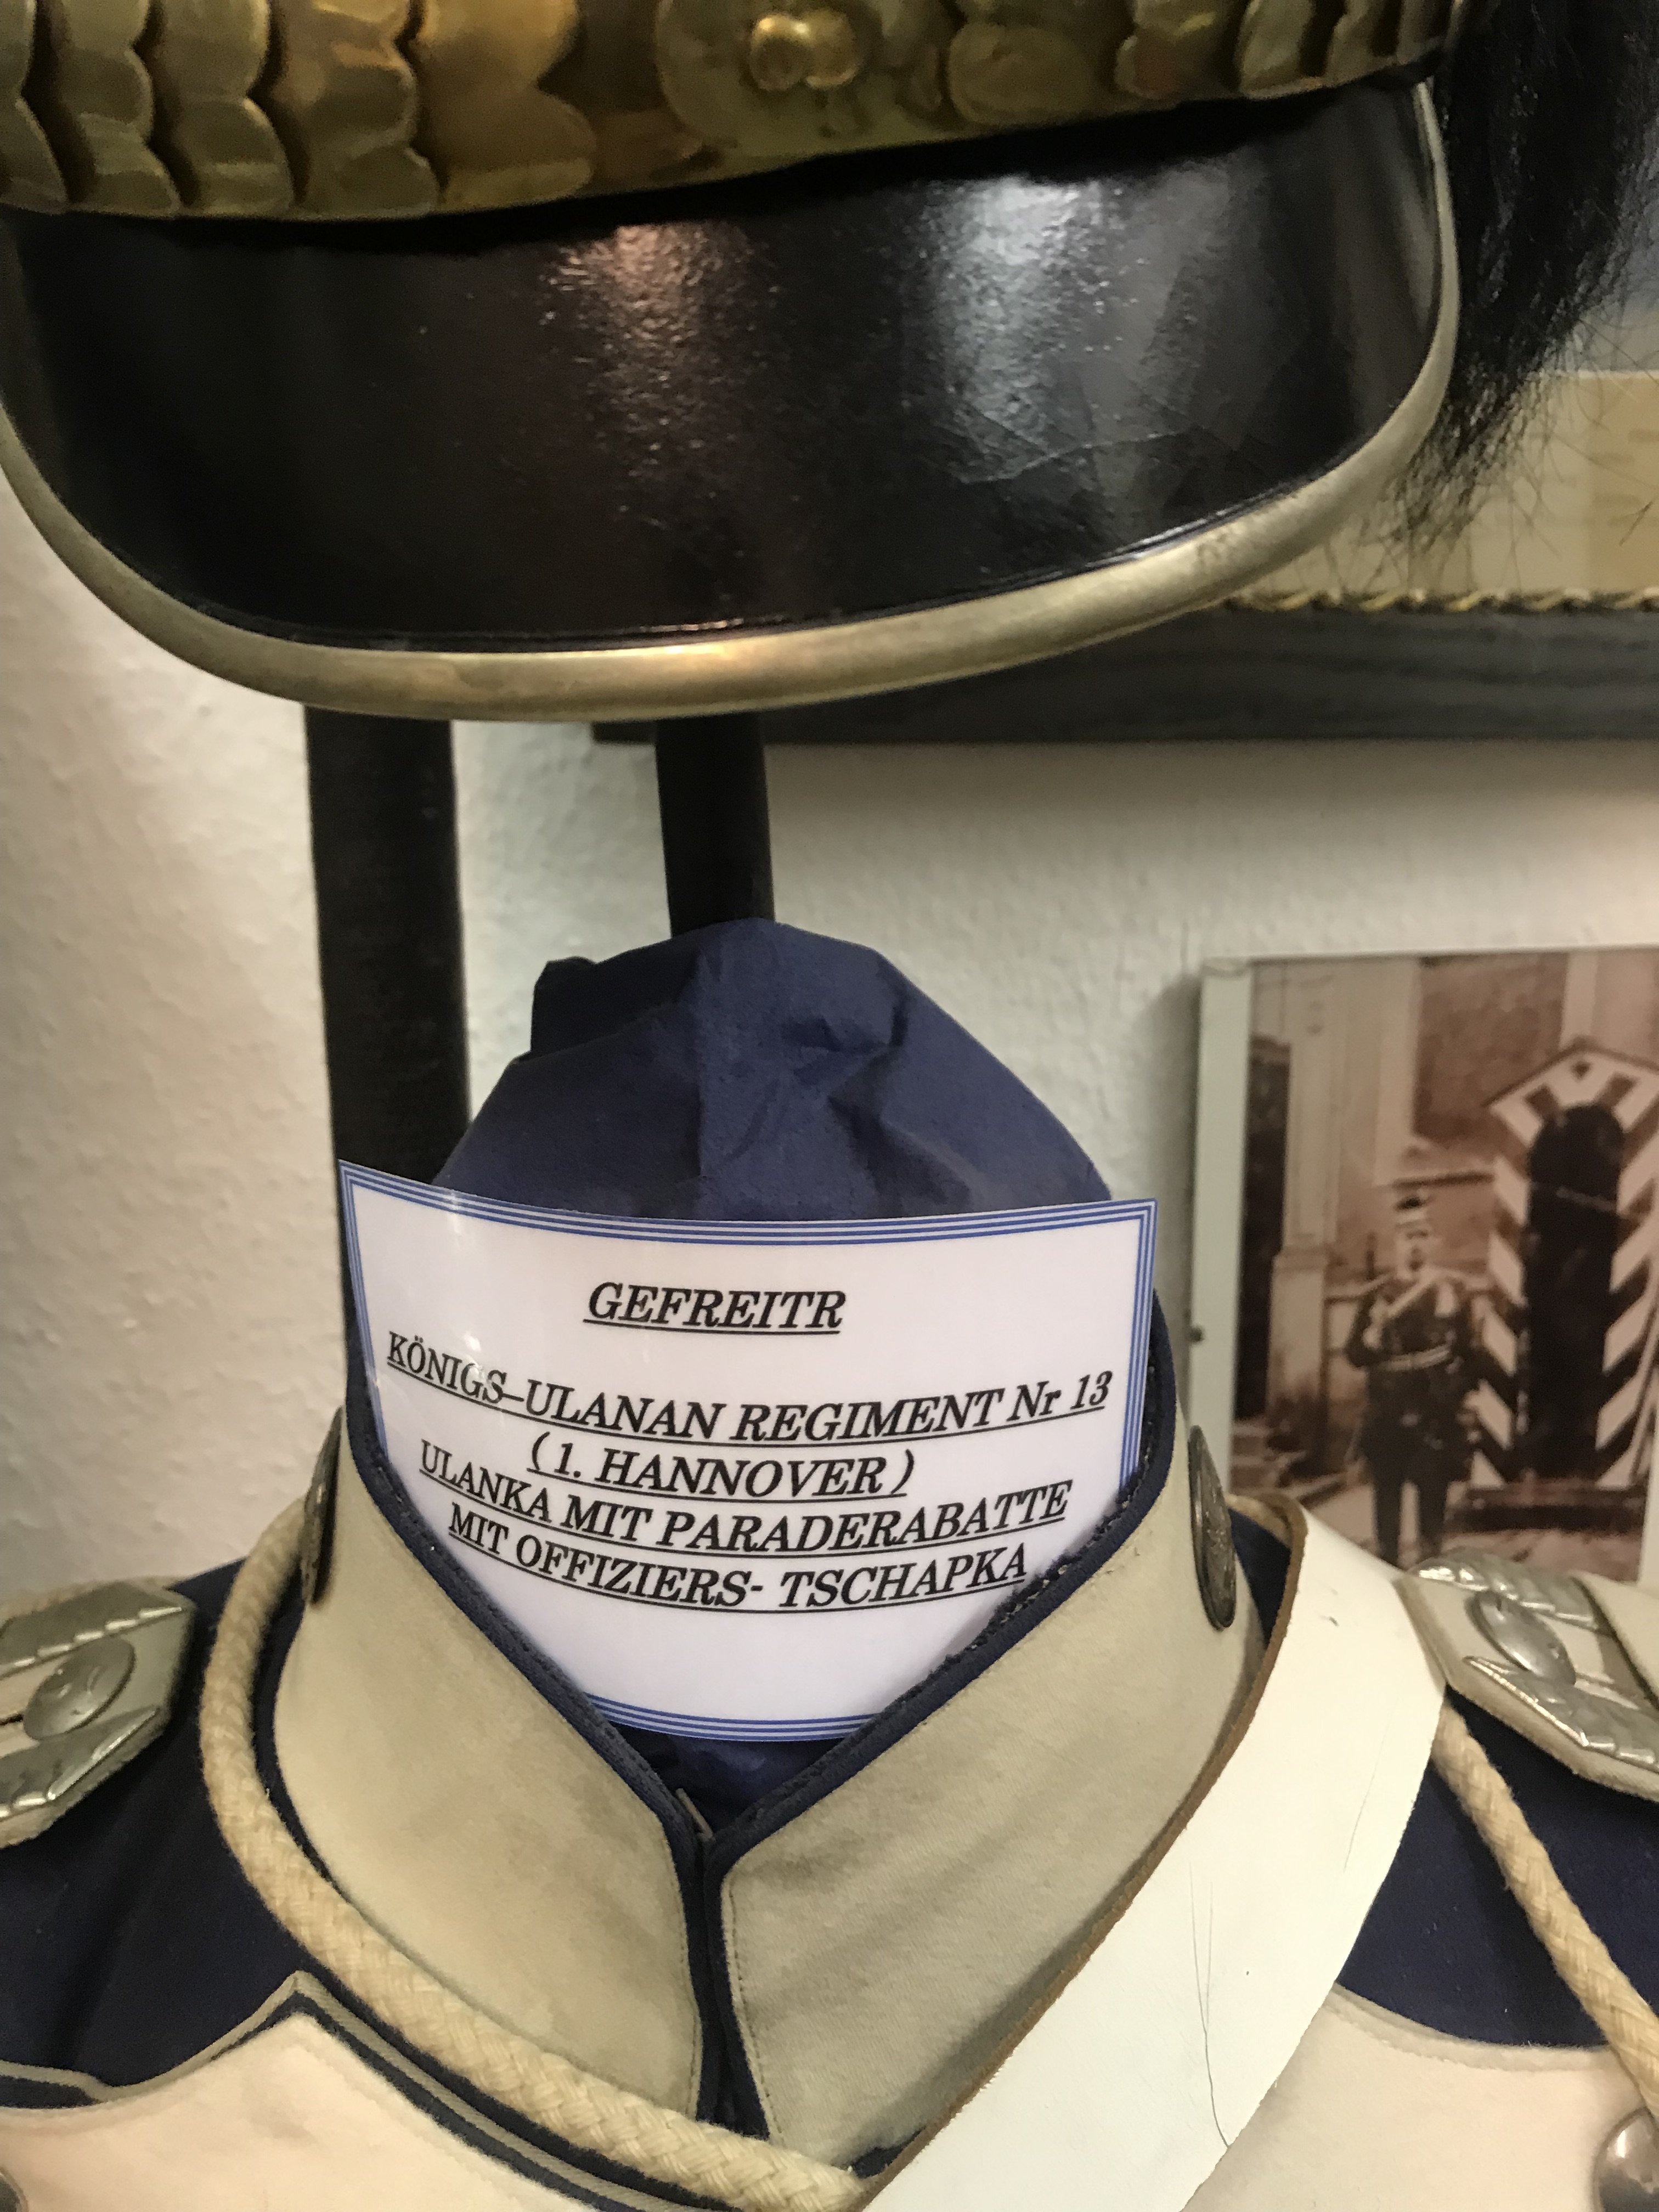 GEFREITR
KÖNIGS-ULANAN REGIMENT Nr 13
( 1. HANNOVER )
ULANKA MIT PARADERABATTE
MIT OFFIZIERS- TSCHAPKA